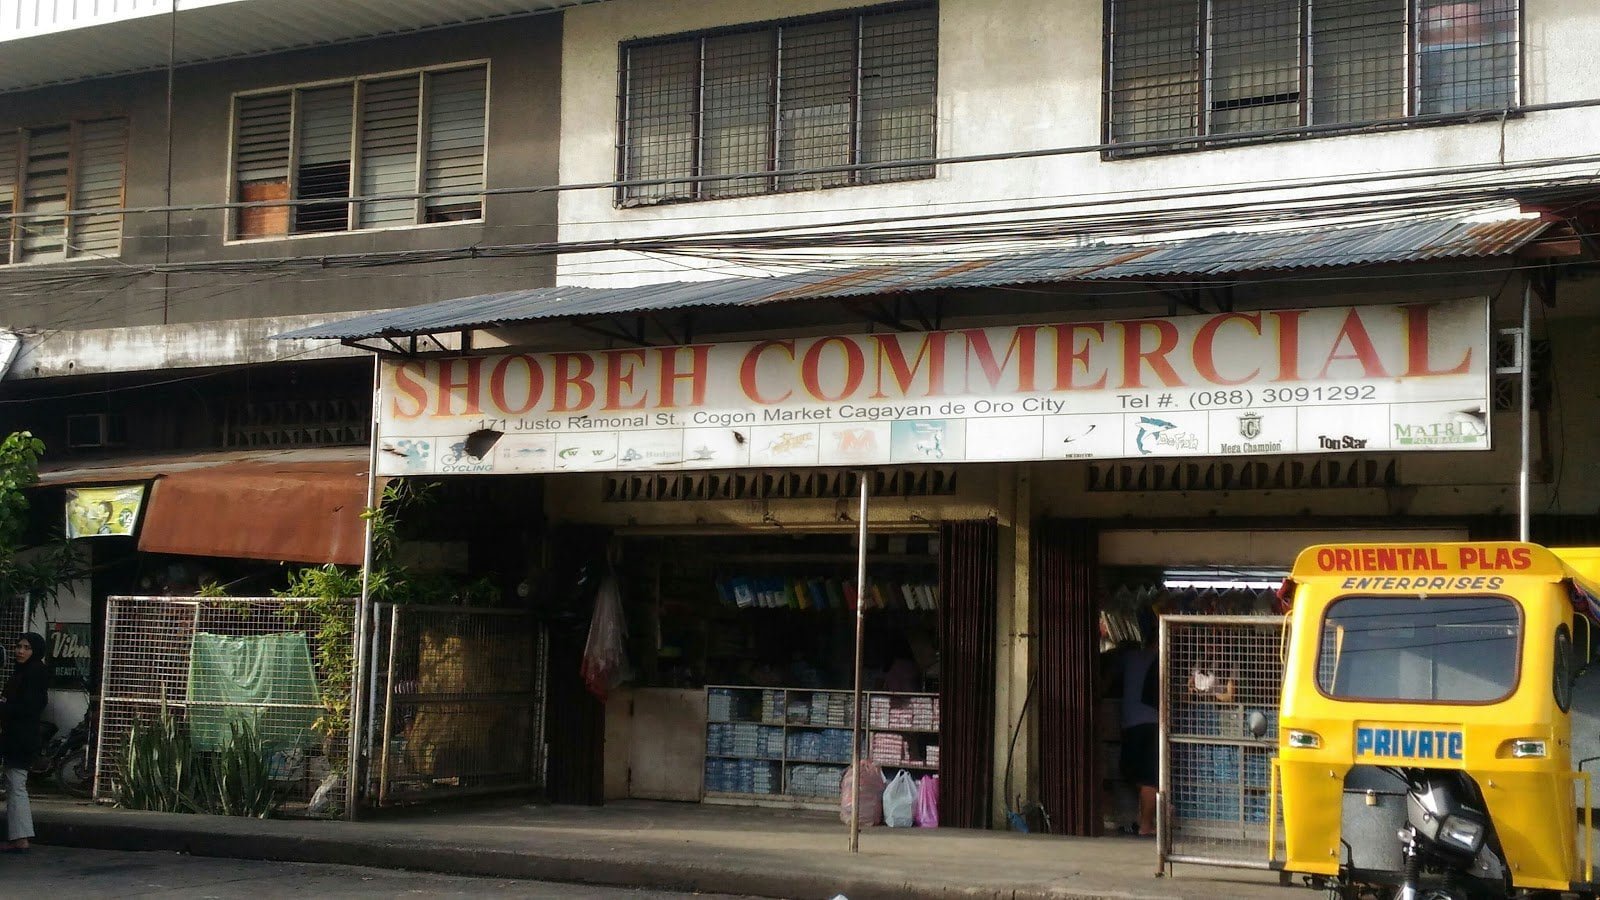 SHOBEH COMMERCIAL
171 Justo Ramonal St., Cogon Market Cagayan de Oro City Tel #. (088) 3091292
CYCLING
Budget
Mega Champion
Top Star
MATRIX
POLYBAGS
ORIENTAL PLAS
ENTERPRISES
PRIVATE